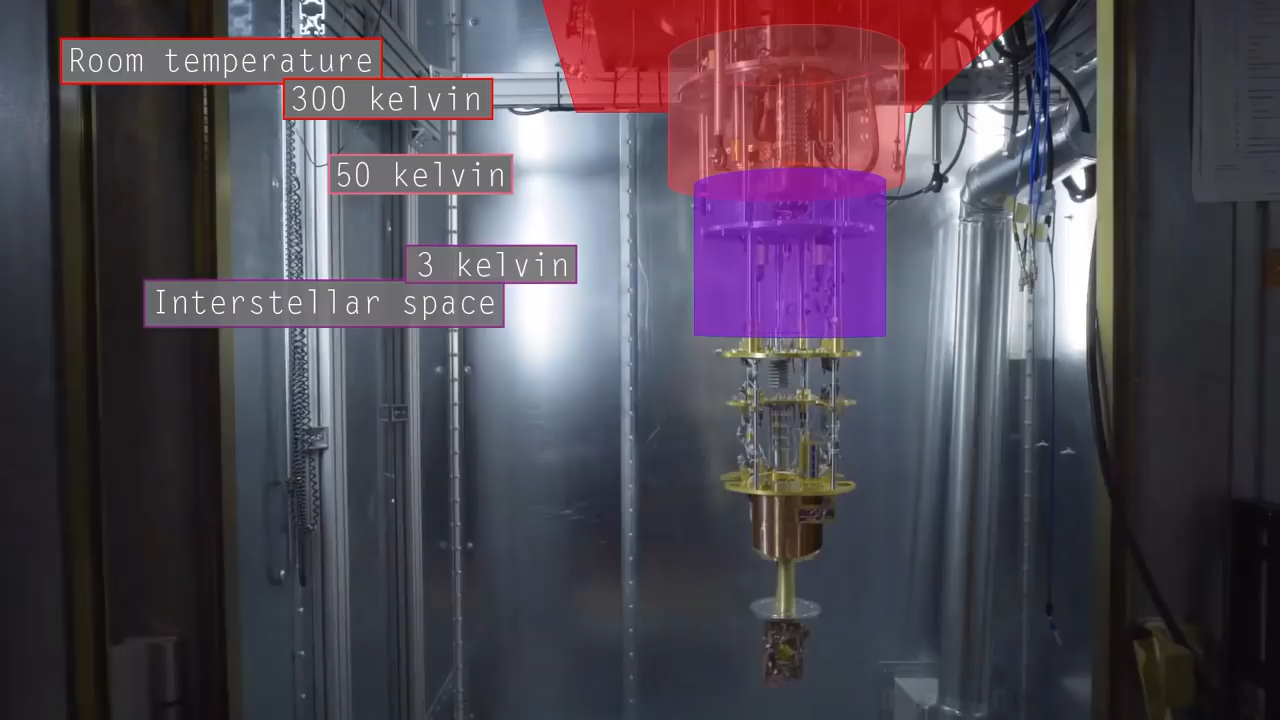 Room temperature
300 kelvin
50 kelvin
3 kelvin
Interstellar space